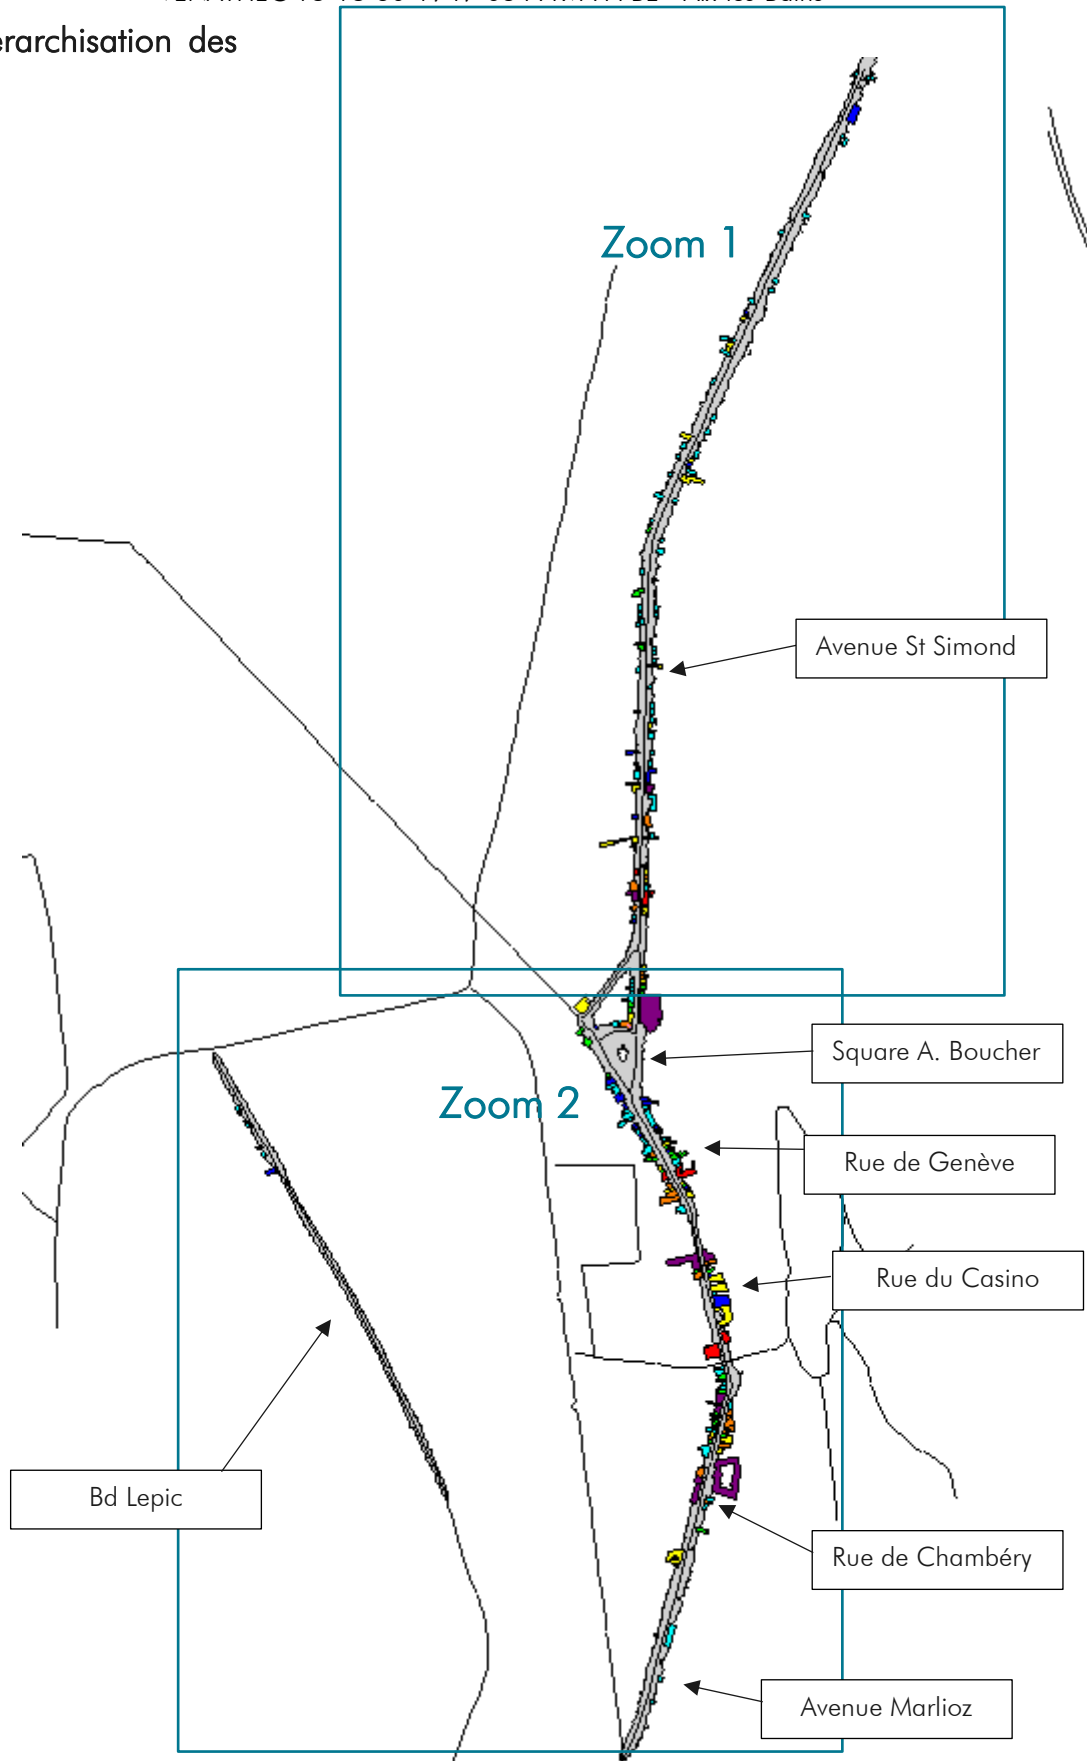 érarchisation des
Zoom 1
Avenue St Simond
Square A. Boucher
Zoom 2
Rue de Genève
Rue du Casino
Bd Lepic
Rue de Chambéry
Avenue Marlioz